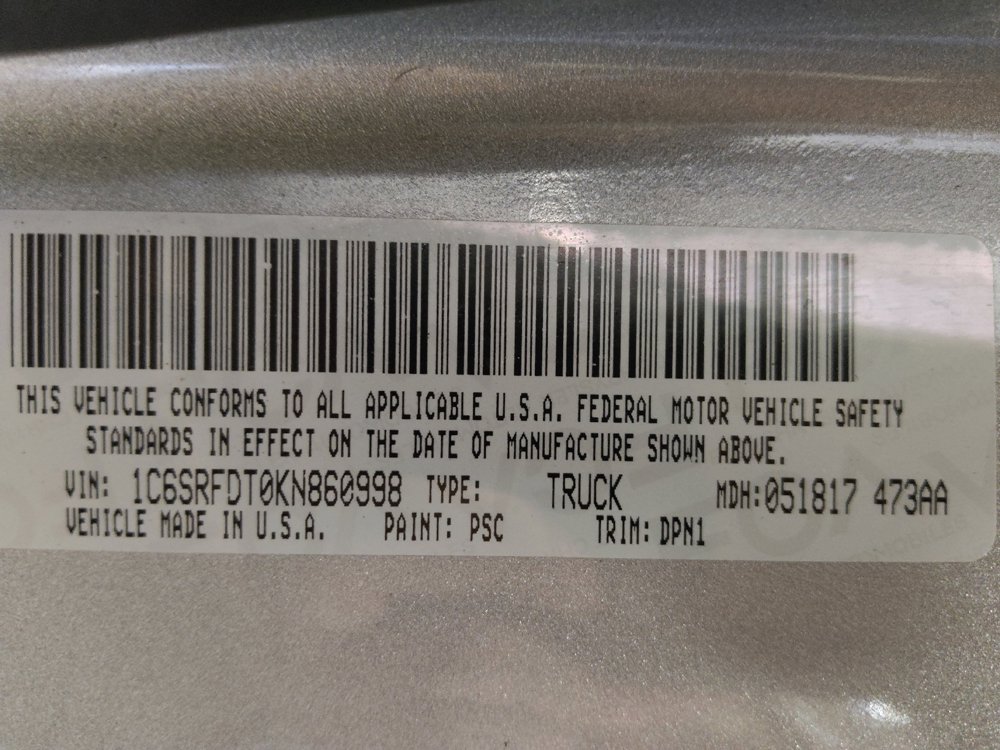 THIS VEHICLE CONFORMS TO ALL APPLICABLE U.S.A. FEDERAL MOTOR VEHICLE SAFETY
STANDARDS IN EFFECT ON THE DATE OF MANUFACTURE SHOWN ABOVE.
VIN: 1C6SRFDT0KN860998 TYPE: TRUCK MDH:051817 473AA
VEHICLE MADE IN U.S.A. PAINT: PSC TRIM: DPN1